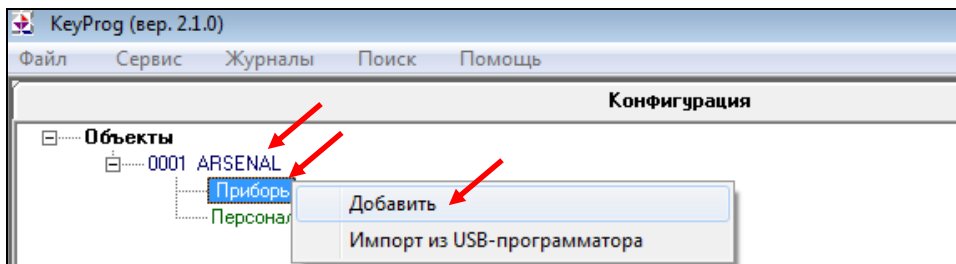 KeyProg (вер. 2.1.0)
Файл Сервис Журналы Поиск Помощь
Конфигурация
Объекты
0001 ARSENAL
Приборы
Добавить
Персонал
Импорт из USB-программатора